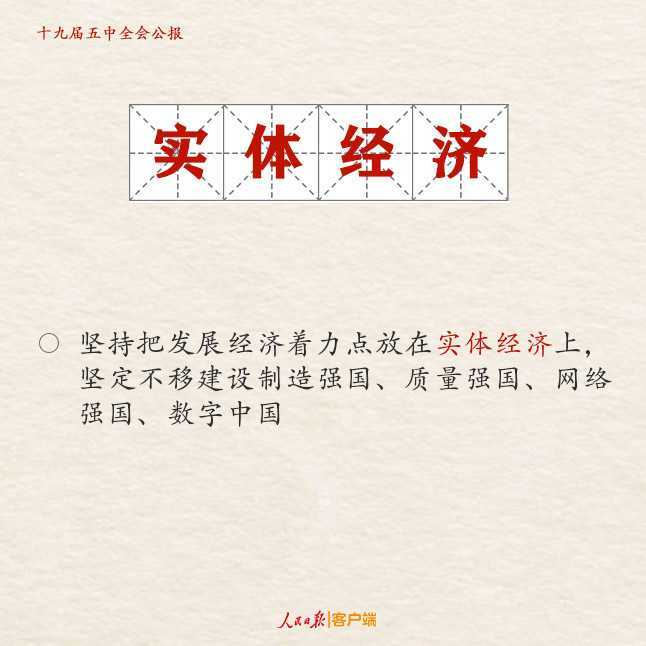 十九届五中全会公报
实体经济
○ 坚持把发展经济着力点放在实体经济上，
坚定不移建设制造强国、质量强国、网络
强国、数字中国
人民日报|客户端